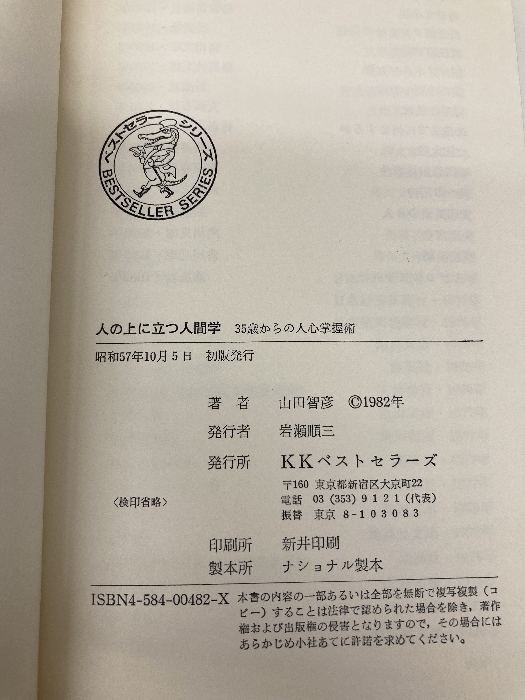 ベストセラーシリーズ
BESTSELLER SERIES
人の上に立つ人間学 35歳からの人心掌握術
昭和57年10月5日 初版発行
著者 山田智彦 ©1982年
発行者 岩瀬順三
発行所 KKベストセラーズ
〒160 東京都新宿区大京町22
〈検印省略〉 電話 03(353)9121(代表)
振替 東京 8-103083
印刷所 新井印刷
製本所 ナショナル製本
ISBN4-584-00482-X 本書の内容の一部あるいは全部を無断で複写複製(コ
ピー)することは法律で認められた場合を除き,著作
権および出版権の侵害となりますので,その場合には
あらかじめ小社あてに許諾を求めてください。